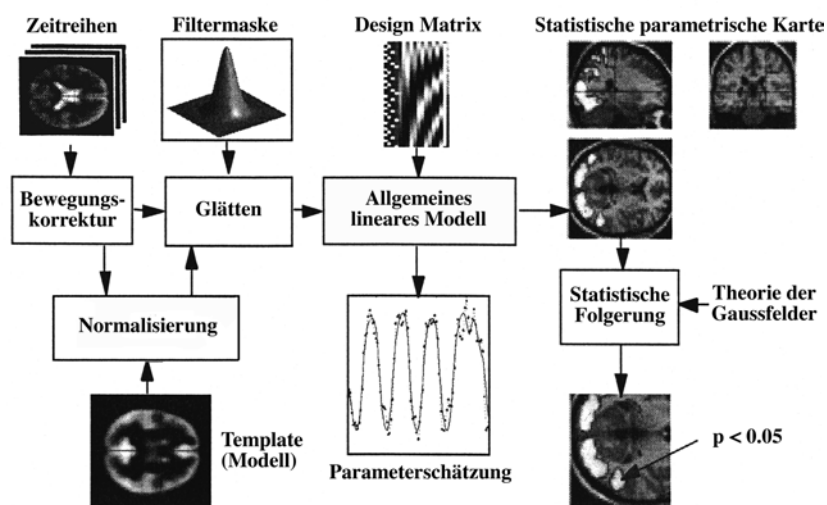 Zeitreihen
Filtermaske
Design Matrix
Statistische parametrische Karte
Bewegungs-
korrektur
Glätten
Allgemeines
lineares Modell
Normalisierung
Statistische
Folgerung
Theorie der
Gaussfelder
Template
(Modell)
Parameterschätzung
p < 0.05